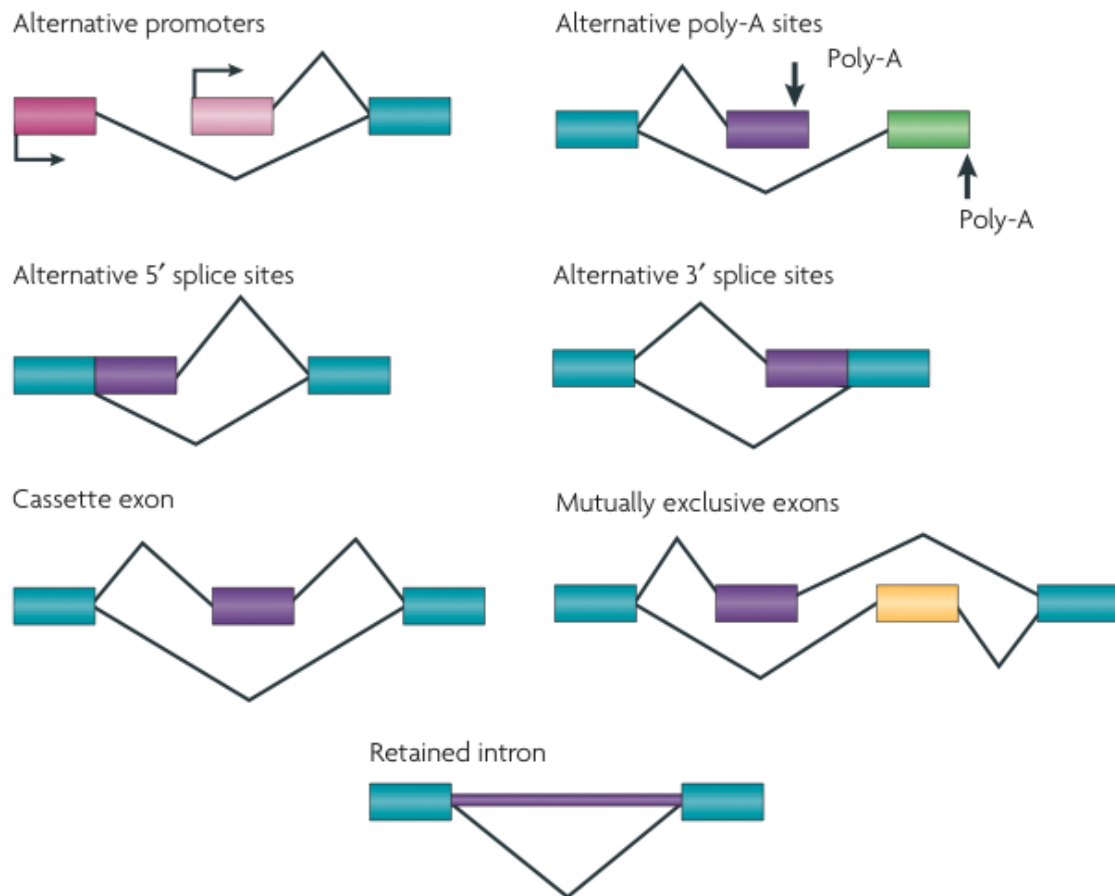 Alternative promoters
Alternative poly-A sites
Poly-A
Poly-A
Alternative 5′ splice sites
Alternative 3′ splice sites
Cassette exon
Mutually exclusive exons
Retained intron